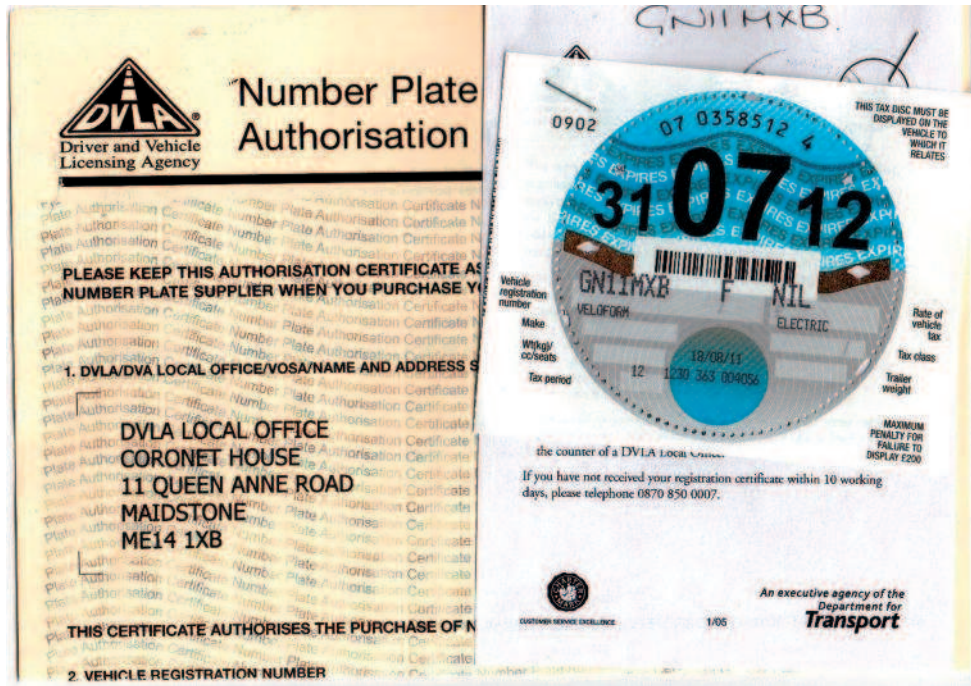 DVLA®
Driver and Vehicle
Licensing Agency
Number Plate
Authorisation
PLEASE KEEP THIS AUTHORISATION CERTIFICATE AS
NUMBER PLATE SUPPLIER WHEN YOU PURCHASE Y
1. DVLA/DVA LOCAL OFFICE/VOSA/NAME AND ADDRESS S
DVLA LOCAL OFFICE
CORONET HOUSE
11 QUEEN ANNE ROAD
MAIDSTONE
ME14 1XB
THIS CERTIFICATE AUTHORISES THE PURCHASE OF N
2. VEHICLE REGISTRATION NUMBER
GN11MXB.
0902
07 0358512 4
THIS TAX DISC MUST BE
DISPLAYED ON THE
VEHICLE TO
WHICH IT
RELATES
31 07 12
Vehicle
registration
number
GN11MXB F NIL
Rate of
vehicle
tax
Make
VELOFORM
ELECTRIC
Tax class
Wt(kg)/
cc/seats
18/08/11
Tax period
12 1230 363 004056
Trailer
weight
MAXIMUM
PENALTY FOR
FAILURE TO
DISPLAY £200
the counter of a DVLA Local
If you have not received your registration certificate within 10 working
days, please telephone 0870 850 0007.
CUSTOMER SERVICE EXCELLENCE
1/05
An executive agency of the
Department for
Transport